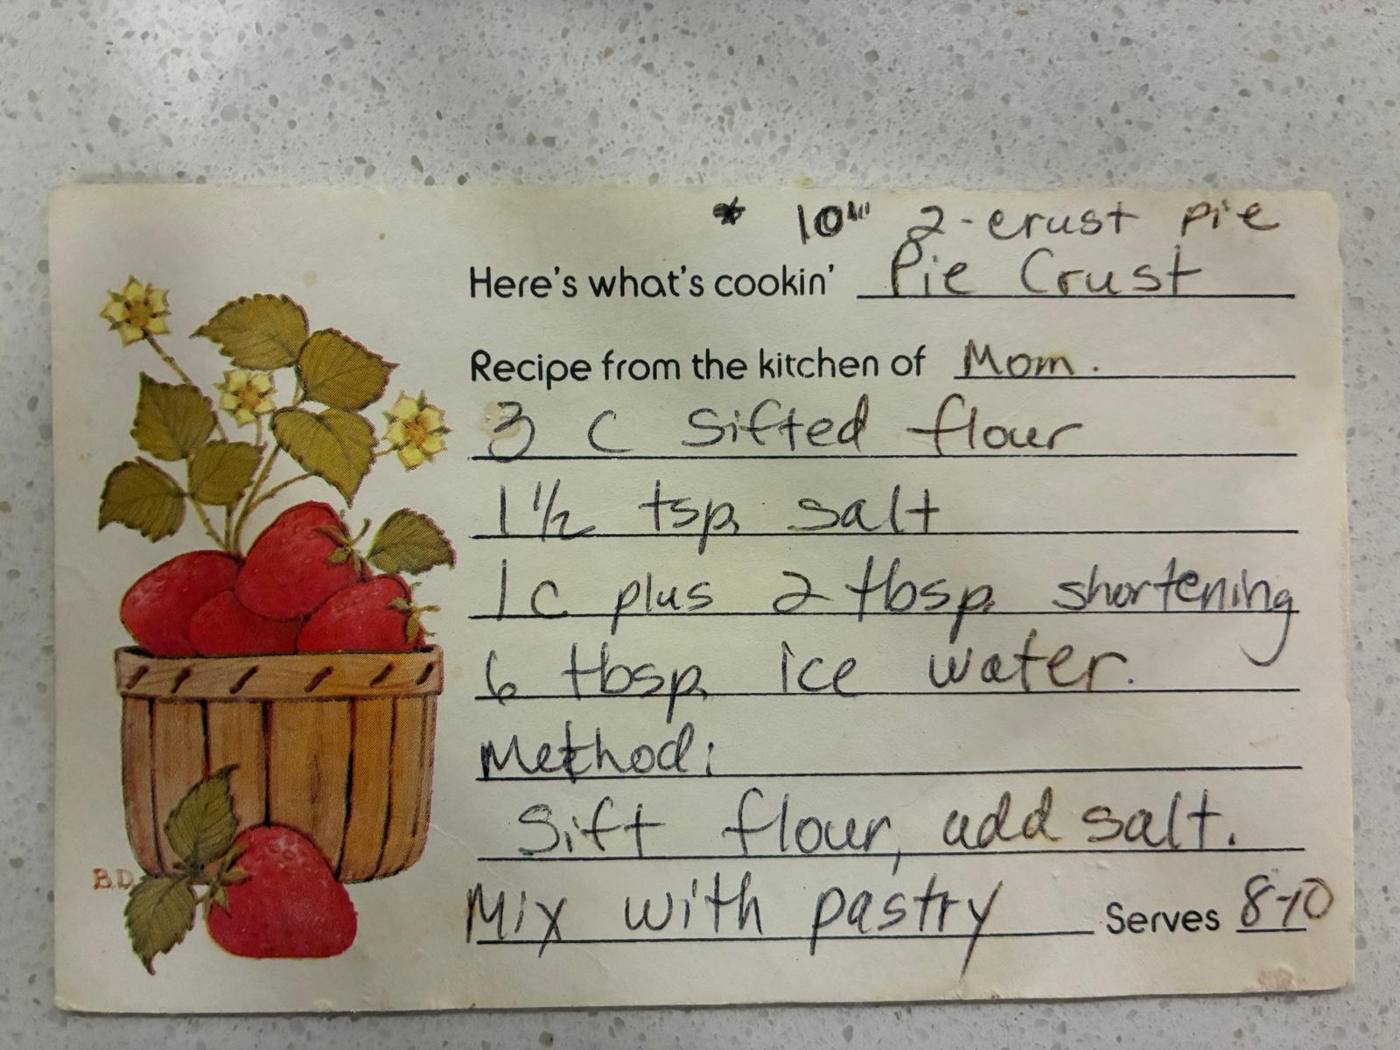 * 10" 2-crust pie
Here's what's cookin' Pie Crust
Recipe from the kitchen of Mom.
3 C Sifted flour
1 1/2 tsp. salt
1 c plus 2 tbsp. shortening
6 tbsp. ice water.
Method:
Sift flour, add salt.
Mix with pastry Serves 8-10
B.D.